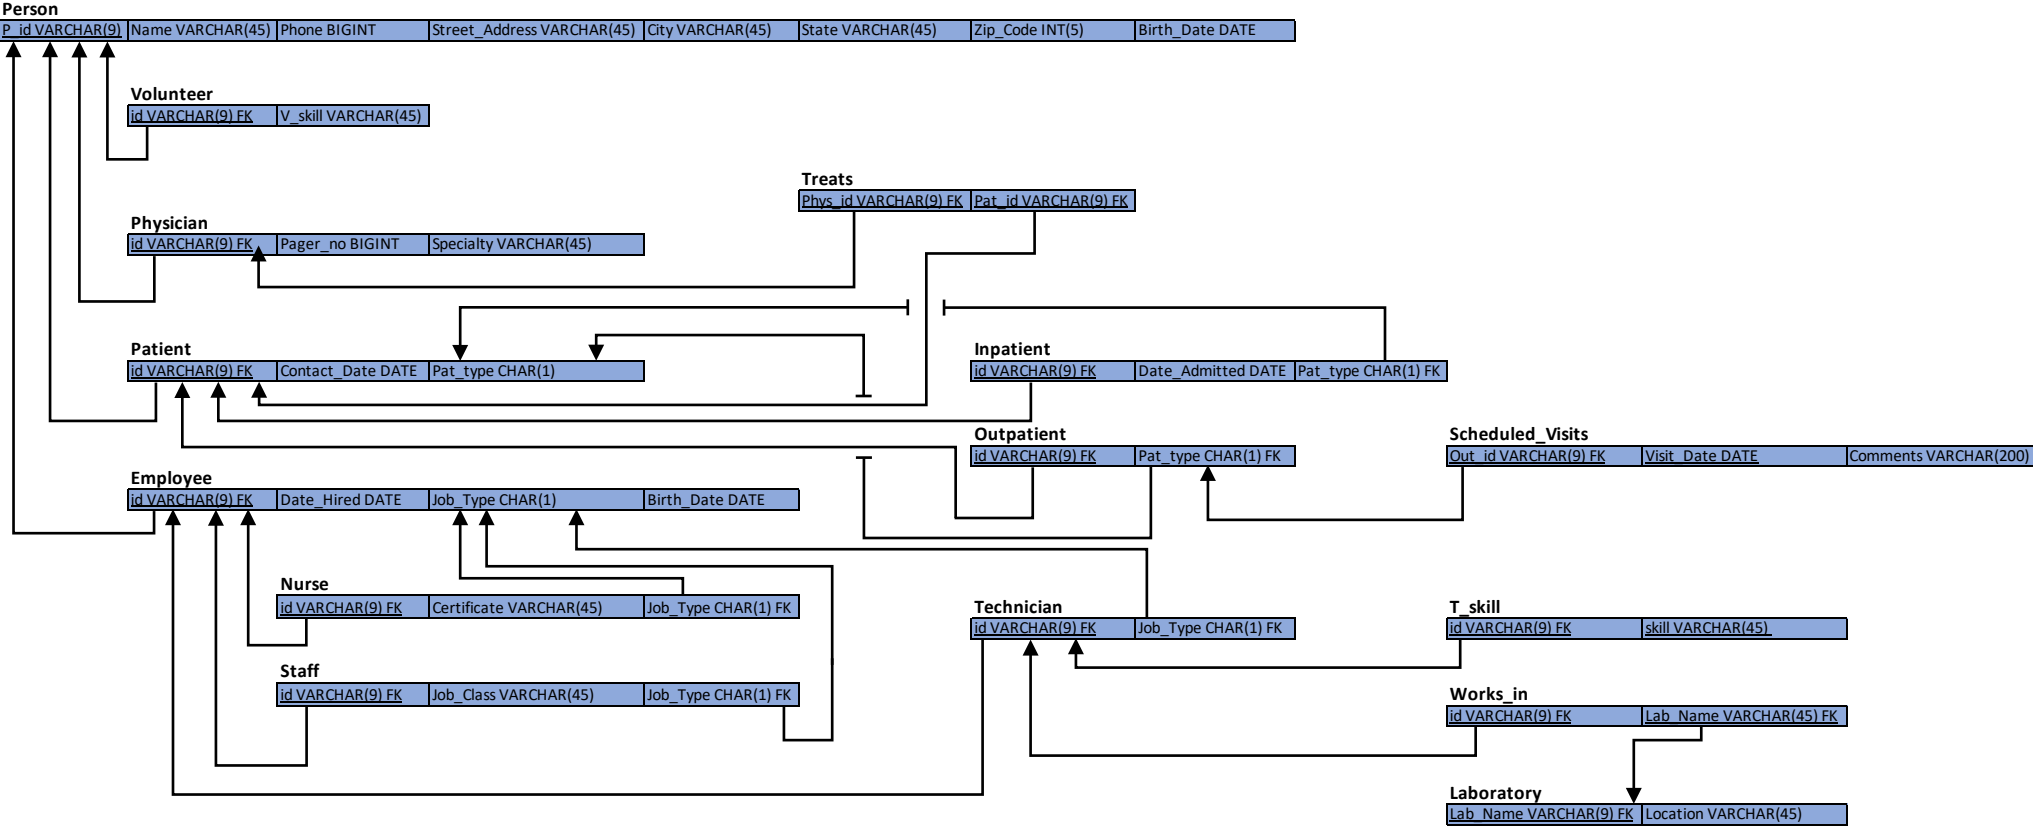 Person
P_id VARCHAR(9) Name VARCHAR(45) Phone BIGINT Street_Address VARCHAR(45) City VARCHAR(45) State VARCHAR(45) Zip_Code INT(5) Birth_Date DATE
Volunteer
id VARCHAR(9) FK V_skill VARCHAR(45)
Treats
Phys_id VARCHAR(9) FK Pat_id VARCHAR(9) FK
Physician
id VARCHAR(9) FK Pager_no BIGINT Specialty VARCHAR(45)
Patient
id VARCHAR(9) FK Contact_Date DATE Pat_type CHAR(1)
Inpatient
id VARCHAR(9) FK Date_Admitted DATE Pat_type CHAR(1) FK
Outpatient
id VARCHAR(9) FK Pat_type CHAR(1) FK
Scheduled_Visits
Out_id VARCHAR(9) FK Visit_Date DATE Comments VARCHAR(200)
Employee
id VARCHAR(9) FK Date_Hired DATE Job_Type CHAR(1) Birth_Date DATE
Nurse
id VARCHAR(9) FK Certificate VARCHAR(45) Job_Type CHAR(1) FK
Technician
id VARCHAR(9) FK Job_Type CHAR(1) FK
T_skill
id VARCHAR(9) FK skill VARCHAR(45)
Staff
id VARCHAR(9) FK Job_Class VARCHAR(45) Job_Type CHAR(1) FK
Works_in
id VARCHAR(9) FK Lab_Name VARCHAR(45) FK
Laboratory
Lab_Name VARCHAR(9) FK Location VARCHAR(45)